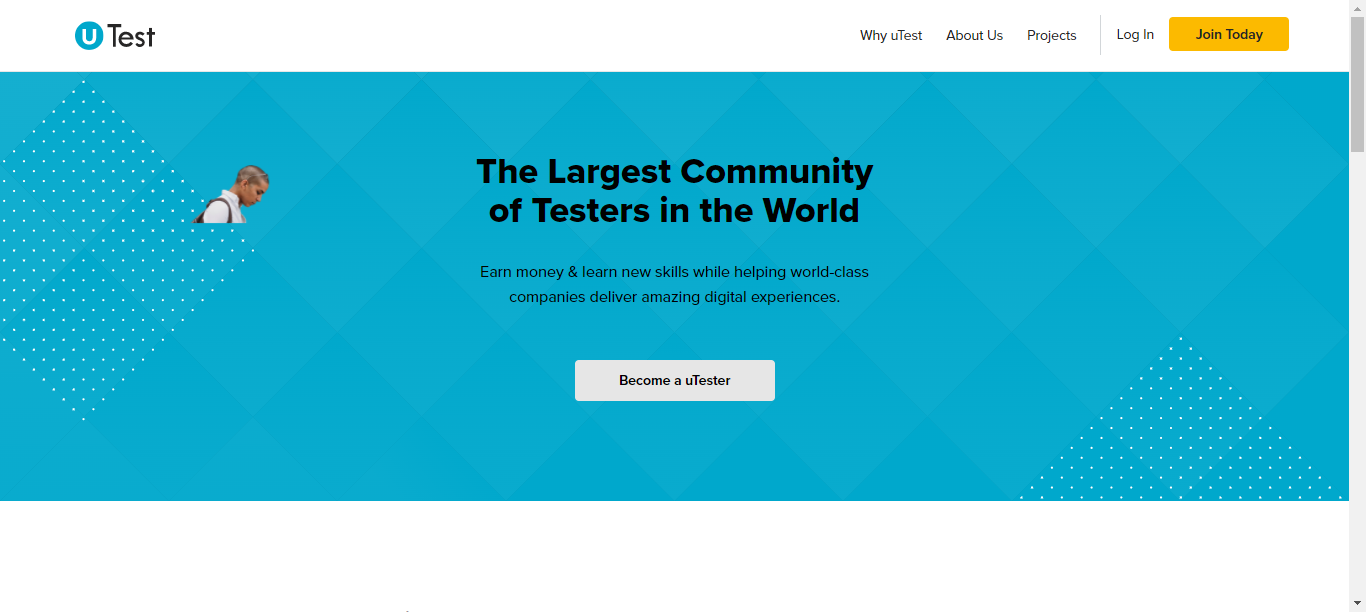 uTest
Why uTest
About Us
Projects
Log In
Join Today
The Largest Community
of Testers in the World
Earn money & learn new skills while helping world-class
companies deliver amazing digital experiences.
Become a uTester